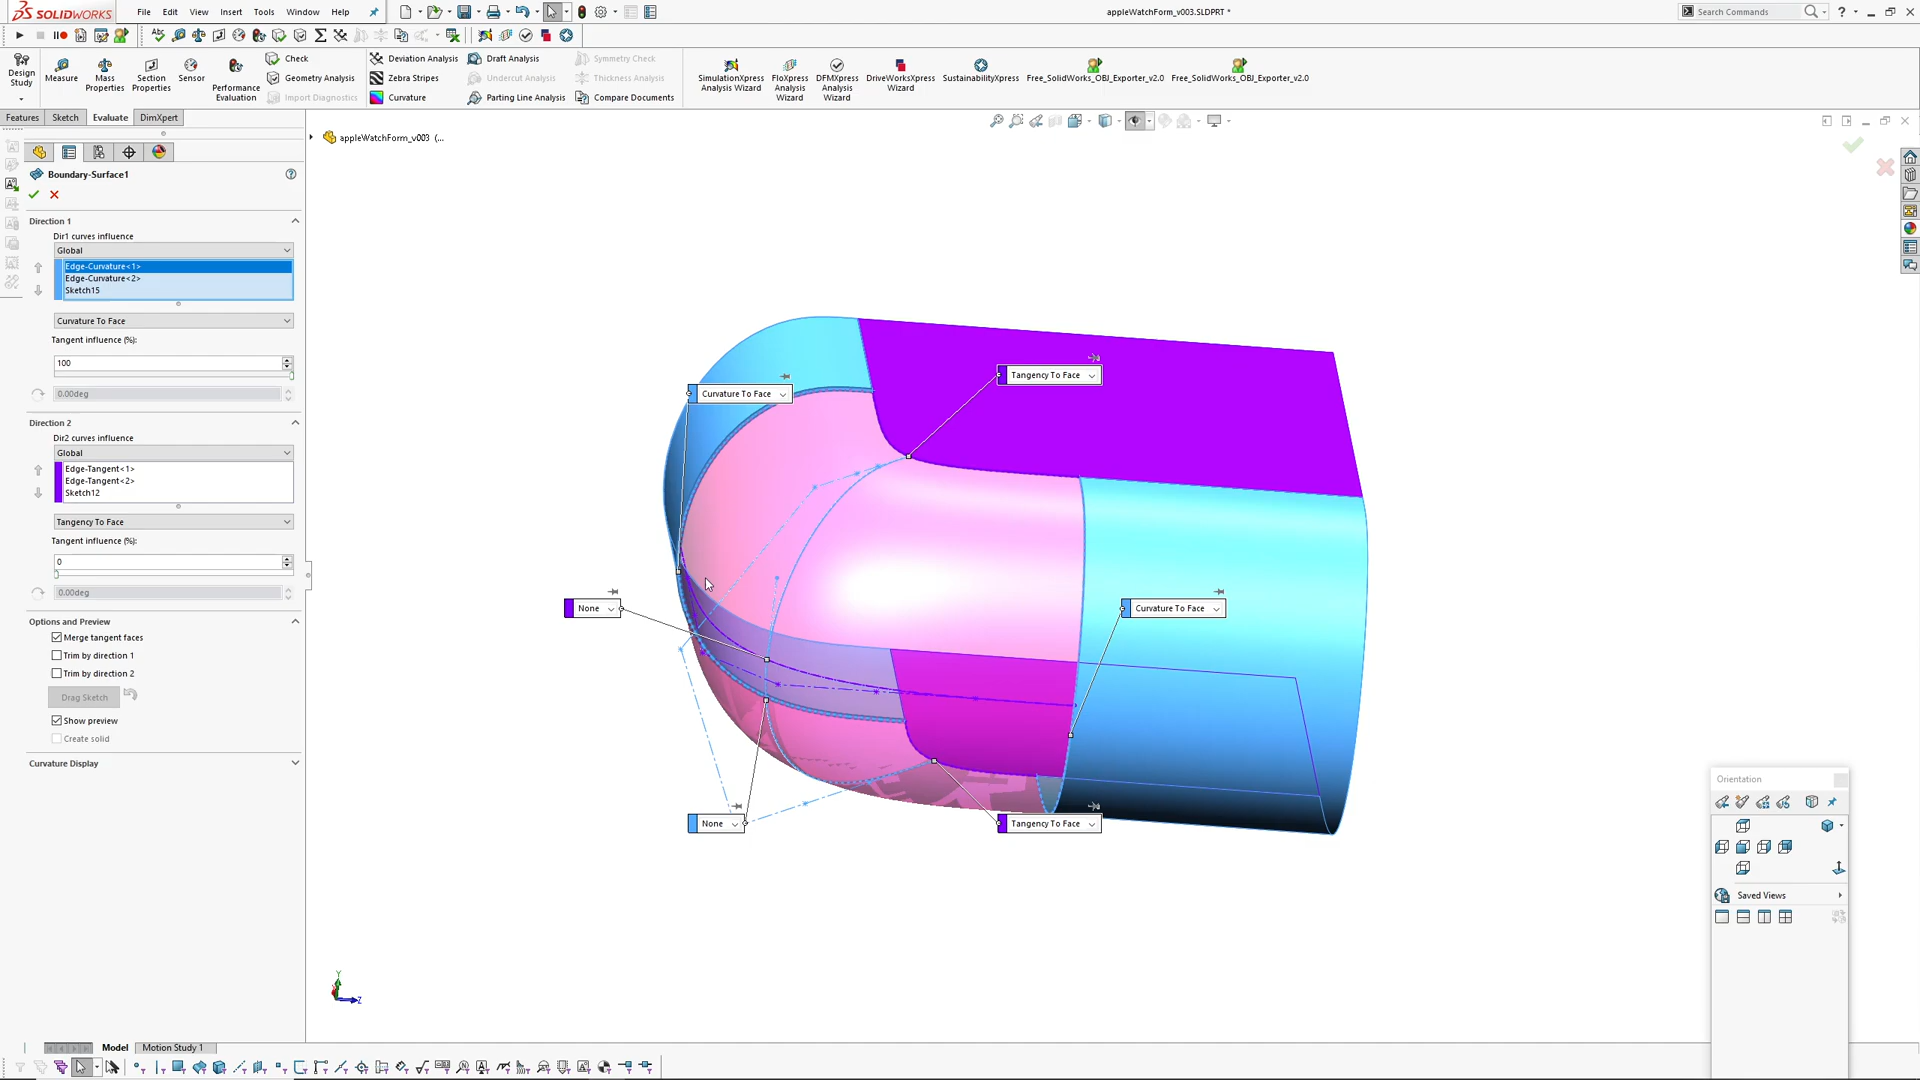 SOLIDWORKS
File
Edit
View
Insert
Tools
Window
Help
appleWatchForm_v003.SLDPRT *
Search Commands
Design
Study
Measure
Mass
Properties
Section
Properties
Sensor
Performance
Evaluation
Check
Geometry Analysis
Import Diagnostics
Deviation Analysis
Zebra Stripes
Curvature
Draft Analysis
Undercut Analysis
Parting Line Analysis
Symmetry Check
Thickness Analysis
Compare Documents
SimulationXpress
Analysis Wizard
FloXpress
Analysis
Wizard
DFMXpress
Analysis
Wizard
DriveWorksXpress
Wizard
SustainabilityXpress
Free_SolidWorks_OBJ_Exporter_v2.0
Free_SolidWorks_OBJ_Exporter_v2.0
Features
Sketch
Evaluate
DimXpert
appleWatchForm_v003 (...
Boundary-Surface1
Direction 1
Dir1 curves influence
Global
Edge-Curvature<1>
Edge-Curvature<2>
Sketch15
Curvature To Face
Tangent influence (%):
100
0.00deg
Direction 2
Dir2 curves influence
Global
Edge-Tangent<1>
Edge-Tangent<2>
Sketch12
Tangency To Face
Tangent influence (%):
0
0.00deg
Options and Preview
Merge tangent faces
Trim by direction 1
Trim by direction 2
Drag Sketch
Show preview
Create solid
Curvature Display
Tangency To Face
Curvature To Face
None
Curvature To Face
None
Tangency To Face
Orientation
Saved Views
Y
Z
Model
Motion Study 1